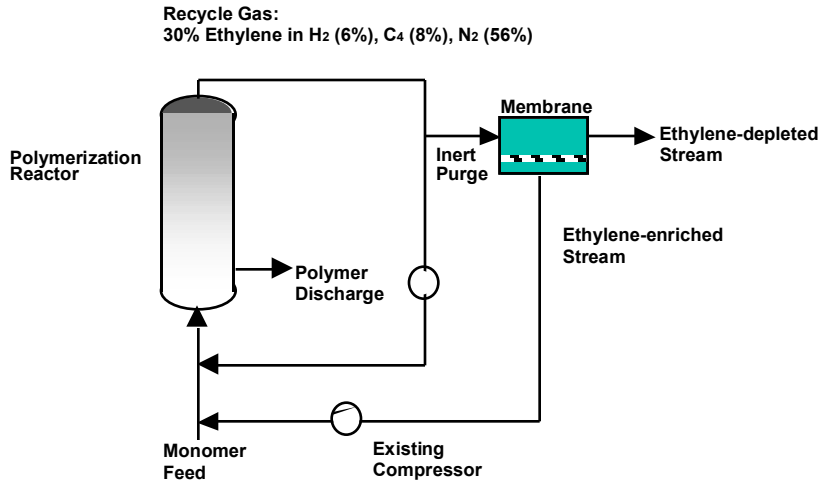 Recycle Gas:
30% Ethylene in H2 (6%), C4 (8%), N2 (56%)
Membrane
Polymerization
Reactor
Inert
Purge
Ethylene-depleted
Stream
Ethylene-enriched
Stream
Polymer
Discharge
Monomer
Feed
Existing
Compressor